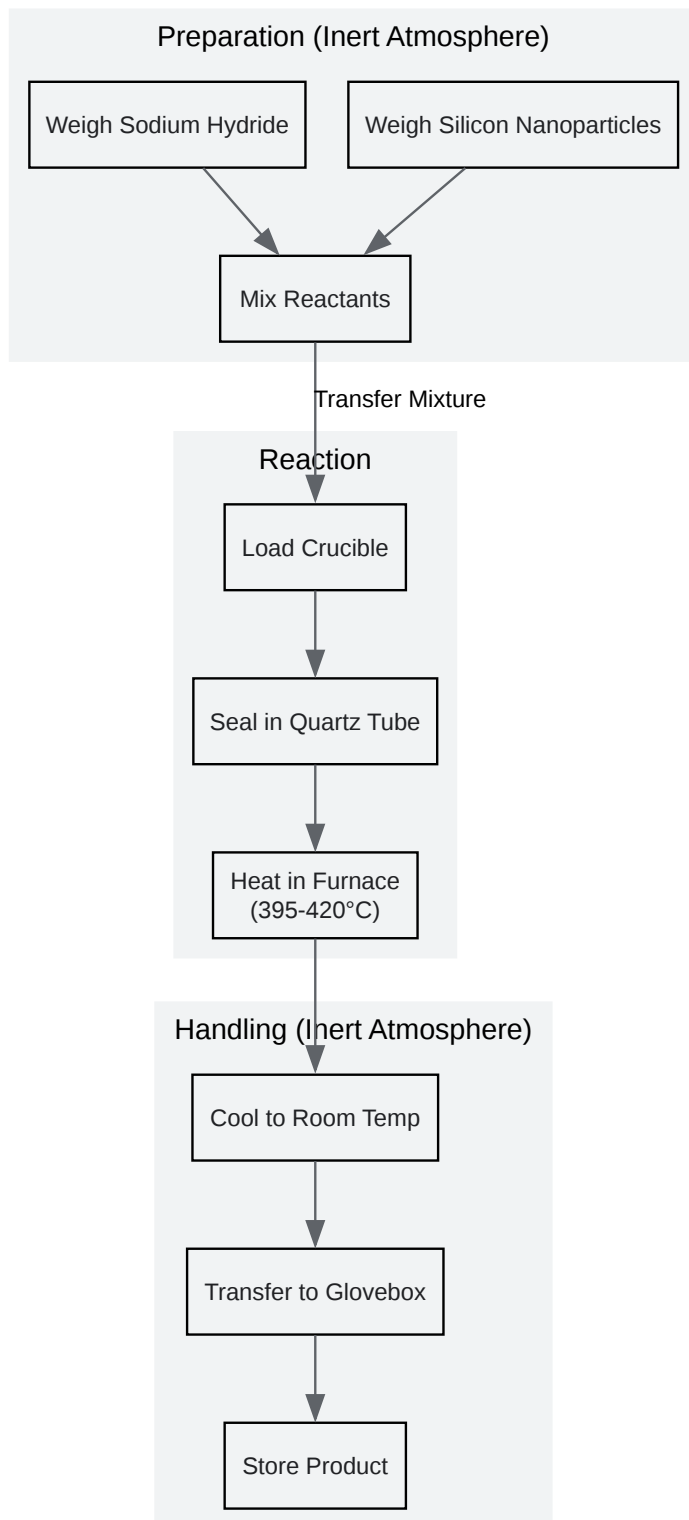 Preparation (Inert Atmosphere)
Weigh Sodium Hydride
Weigh Silicon Nanoparticles
Mix Reactants
Transfer Mixture
Reaction
Load Crucible
Seal in Quartz Tube
Heat in Furnace
(395-420°C)
Handling (Inert Atmosphere)
Cool to Room Temp
Transfer to Glovebox
Store Product